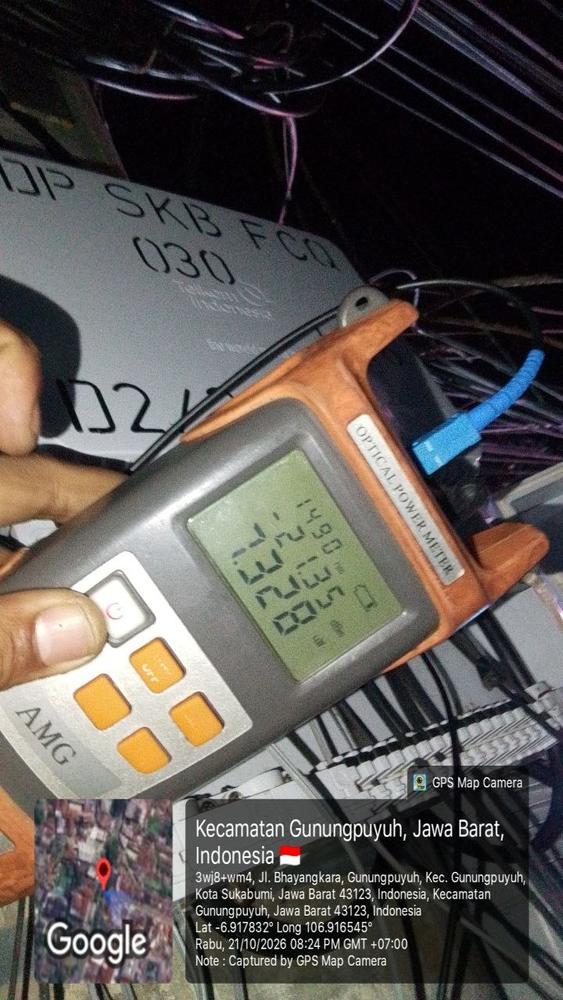 ODP SKB FCQ
030
Telkom
Indonesia
D2/
OPTICAL POWER METER
1490
AMG
GPS Map Camera
Kecamatan Gunungpuyuh, Jawa Barat,
Indonesia 🇮🇩
3wj8+wm4, Jl. Bhayangkara, Gunungpuyuh, Kec. Gunungpuyuh,
Kota Sukabumi, Jawa Barat 43123, Indonesia, Kecamatan
Gunungpuyuh, Jawa Barat 43123, Indonesia
Lat -6.917832° Long 106.916545°
Rabu, 21/10/2026 08:24 PM GMT +07:00
Note : Captured by GPS Map Camera
Google